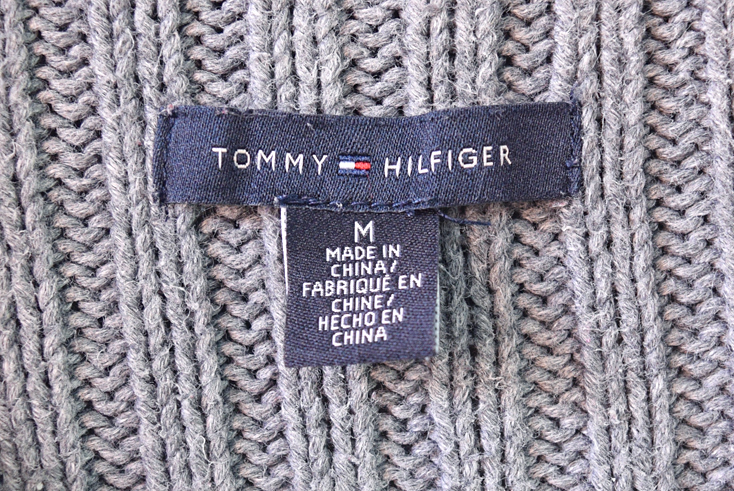 TOMMY HILFIGER
M
MADE IN
CHINA/
FABRIQUÉ EN
CHINE/
HECHO EN
CHINA